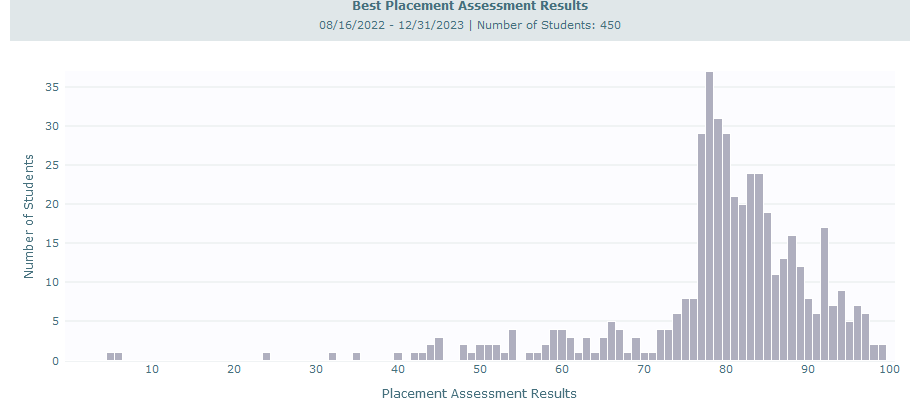 Best Placement Assessment Results
08/16/2022 - 12/31/2023 | Number of Students: 450
35
30
25
20
15
10
5
0
Number of Students
10 20 30 40 50 60 70 80 90 100
Placement Assessment Results